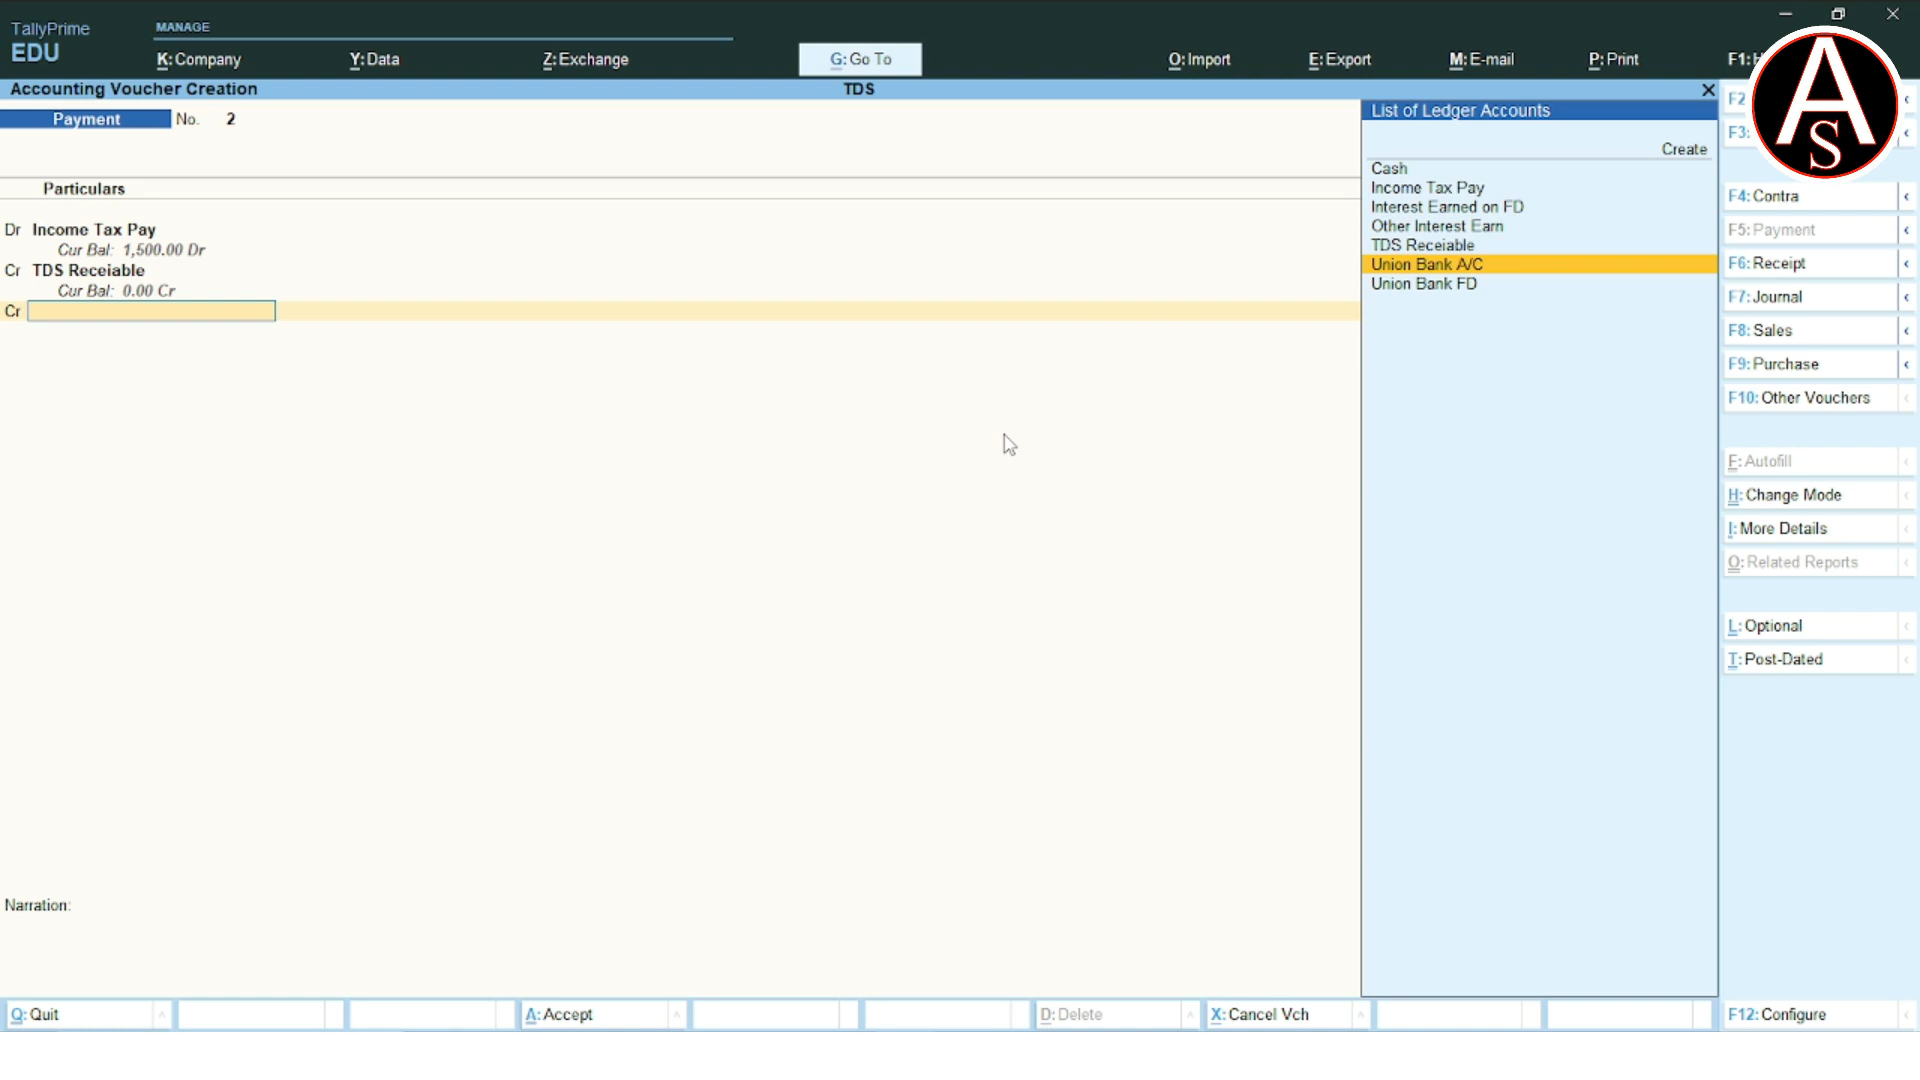 TallyPrime
EDU
MANAGE
K: Company
Y: Data
Z: Exchange
G: Go To
O: Import
E: Export
M: E-mail
P: Print
F1:
Accounting Voucher Creation
TDS
Payment No. 2
Particulars
Dr Income Tax Pay
Cur Bal: 1,500.00 Dr
Cr TDS Receiable
Cur Bal: 0.00 Cr
Cr
Narration:
List of Ledger Accounts
Create
Cash
Income Tax Pay
Interest Earned on FD
Other Interest Earn
TDS Receiable
Union Bank A/C
Union Bank FD
A
S
F2
F3:
F4: Contra
F5: Payment
F6: Receipt
F7: Journal
F8: Sales
F9: Purchase
F10: Other Vouchers
F: Autofill
H: Change Mode
I: More Details
O: Related Reports
L: Optional
T: Post-Dated
Q: Quit
A: Accept
D: Delete
X: Cancel Vch
F12: Configure